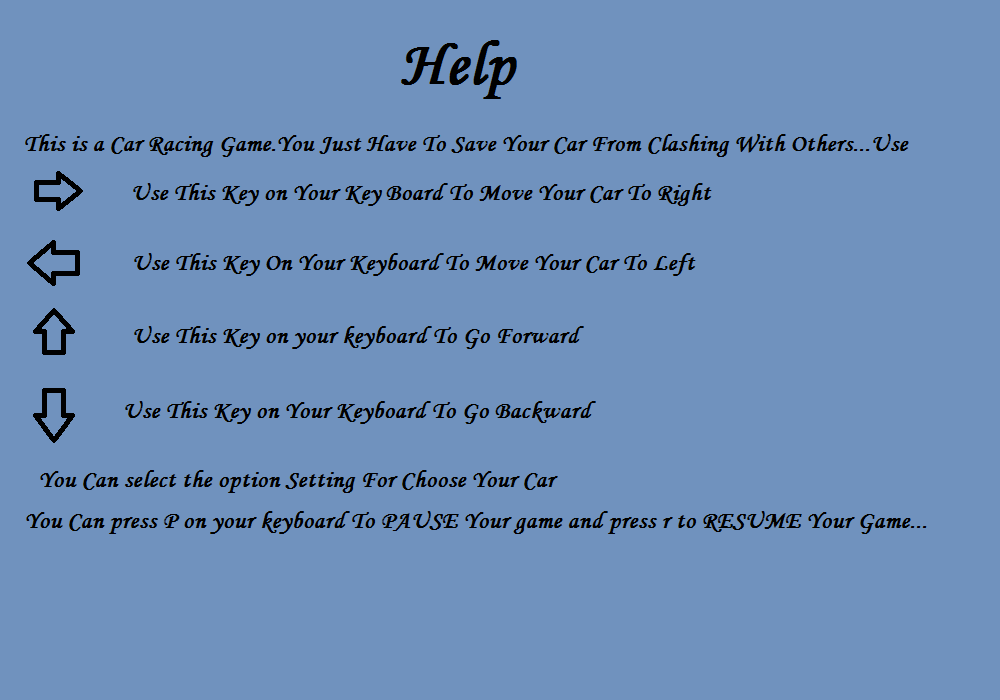 Help
This is a Car Racing Game.You Just Have To Save Your Car From Clashing With Others...Use
Use This Key on Your Key Board To Move Your Car To Right
Use This Key On Your Keyboard To Move Your Car To Left
Use This Key on your keyboard To Go Forward
Use This Key on Your Keyboard To Go Backward
You Can select the option Setting For Choose Your Car
You Can press P on your keyboard To PAUSE Your game and press r to RESUME Your Game...